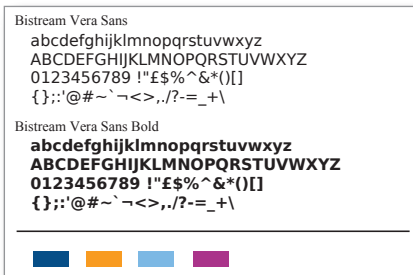 Bistream Vera Sans
abcdefghijklmnopqrstuvwxyz
ABCDEFGHIJKLMNOPQRSTUVWXYZ
0123456789 !"£$%^&*()[]
{};:'@#~`¬<>,./?-=_+\
Bistream Vera Sans Bold
abcdefghijklmnopqrstuvwxyz
ABCDEFGHIJKLMNOPQRSTUVWXYZ
0123456789 !"£$%^&*()[]
{};:'@#~`¬<>,./?-=_+\